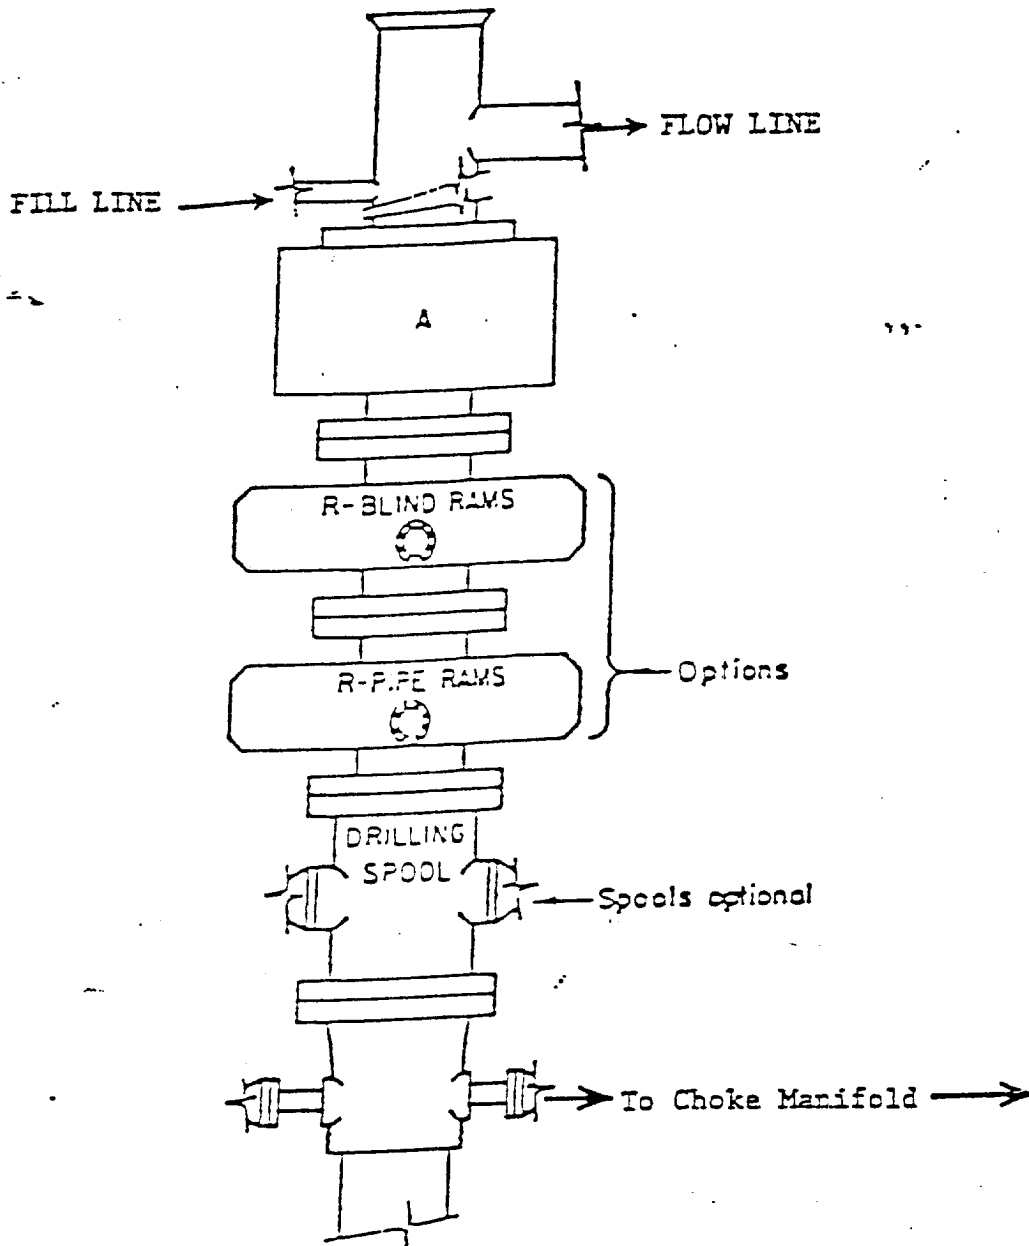 FLOW LINE
FILL LINE
A
R-BLIND RAMS
R-PIPE RAMS
Options
DRILLING
SPOOL
Spools optional
To Choke Manifold